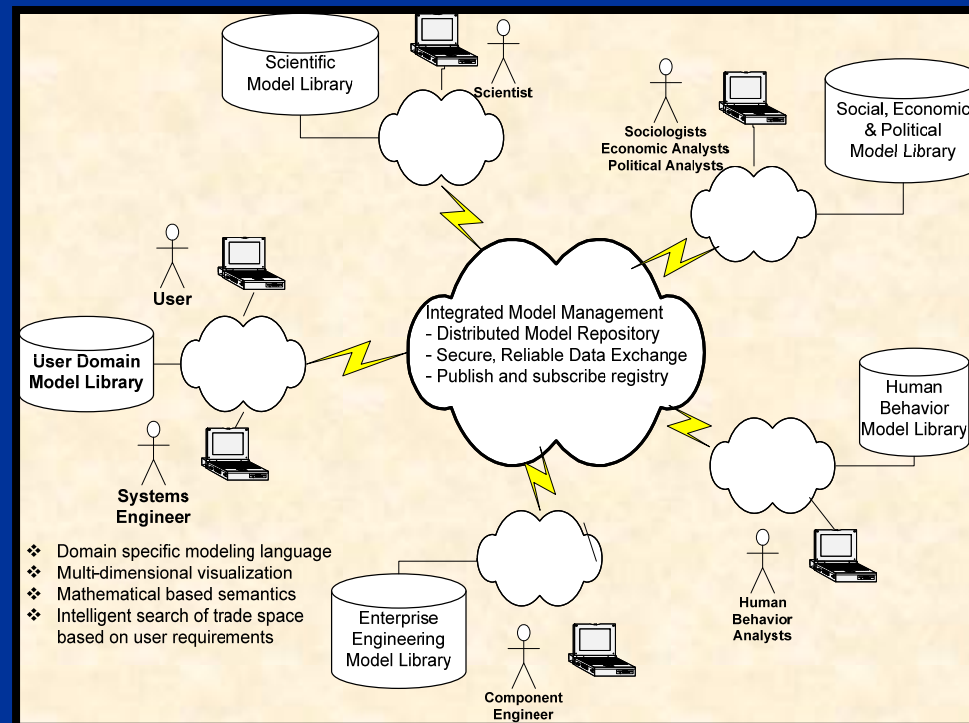 Scientific
Model Library
Scientist
Sociologists
Economic Analysts
Political Analysts
Social, Economic
& Political
Model Library
User
User Domain
Model Library
Systems
Engineer
Integrated Model Management
- Distributed Model Repository
- Secure, Reliable Data Exchange
- Publish and subscribe registry
Human
Behavior
Model Library
Human
Behavior
Analysts
❖ Domain specific modeling language
❖ Multi-dimensional visualization
❖ Mathematical based semantics
❖ Intelligent search of trade space
based on user requirements
Enterprise
Engineering
Model Library
Component
Engineer